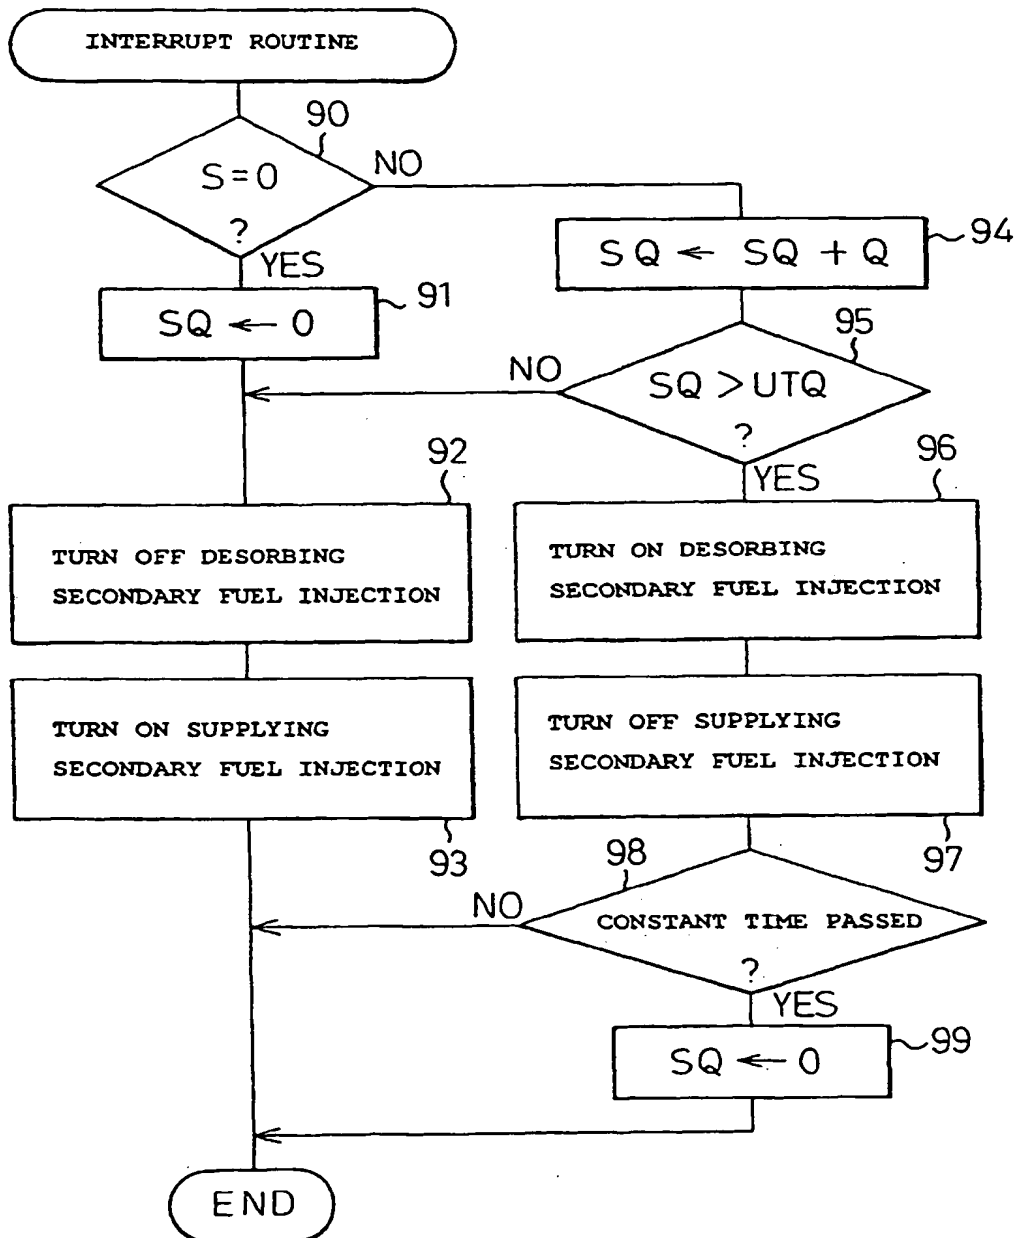 INTERRUPT ROUTINE
90
S=0
?
NO
YES
94
SQ ← SQ + Q
91
SQ ← 0
95
SQ > UTQ
?
NO
YES
92
TURN OFF DESORBING
SECONDARY FUEL INJECTION
96
TURN ON DESORBING
SECONDARY FUEL INJECTION
TURN ON SUPPLYING
SECONDARY FUEL INJECTION
93
TURN OFF SUPPLYING
SECONDARY FUEL INJECTION
97
98
CONSTANT TIME PASSED
?
NO
YES
99
SQ ← 0
END